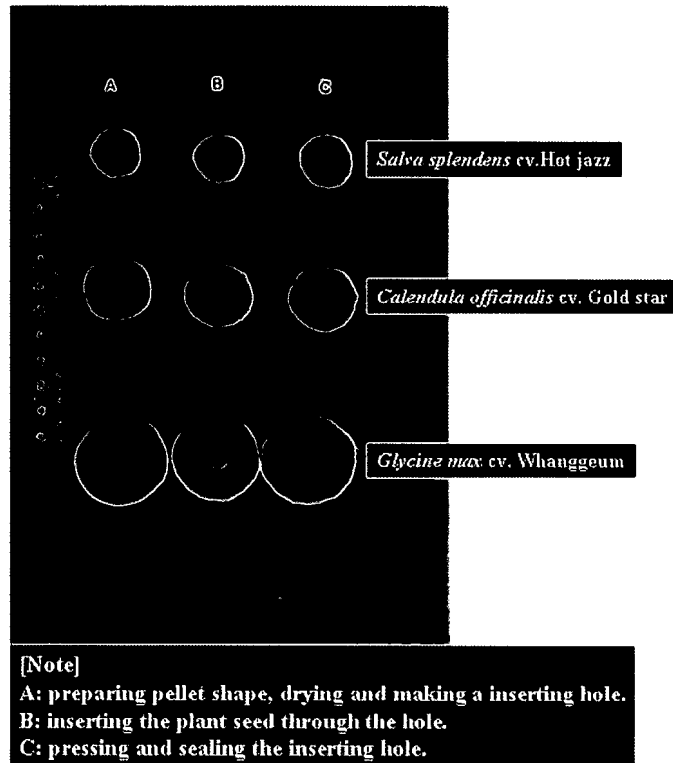 A B C
Salva splendens cv.Hot jazz
Calendula officinalis cv. Gold star
Glycine max cv. Whanggeum
[Note]
A: preparing pellet shape, drying and making a inserting hole.
B: inserting the plant seed through the hole.
C: pressing and sealing the inserting hole.